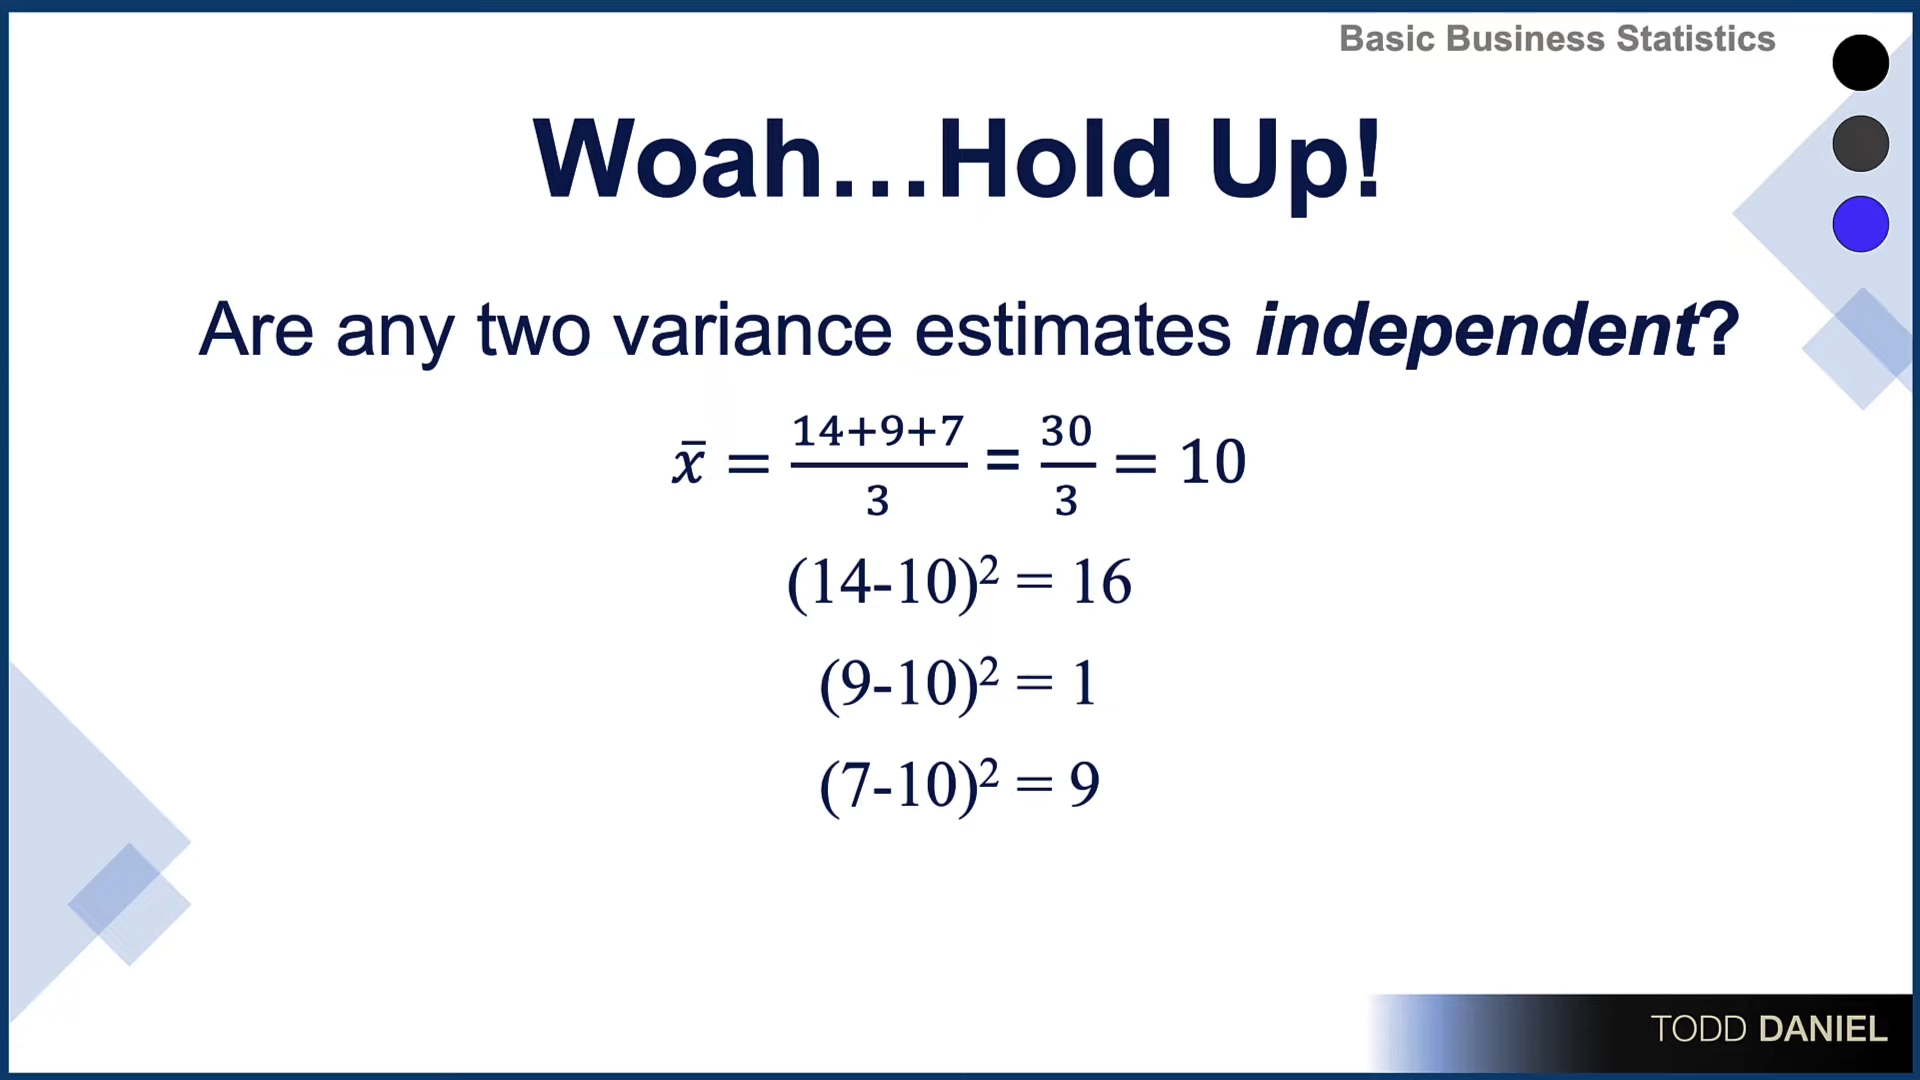 Basic Business Statistics
Woah…Hold Up!
Are any two variance estimates independent?
x̄ = 14+9+7/3 = 30/3 = 10
(14-10)² = 16
(9-10)² = 1
(7-10)² = 9
TODD DANIEL